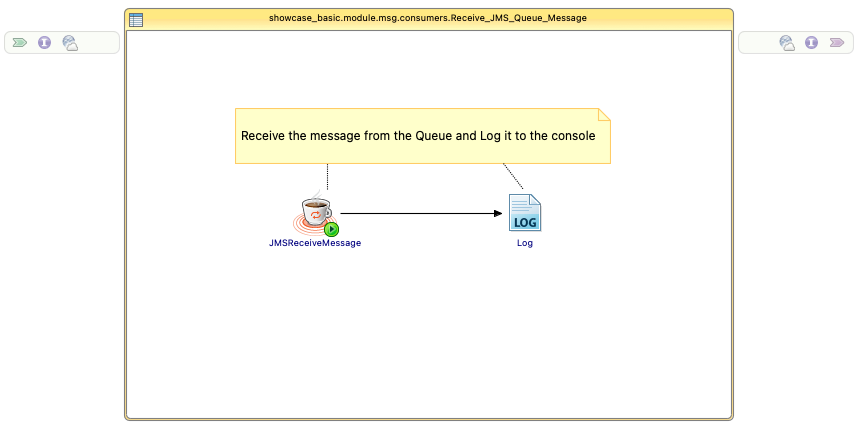 showcase_basic.module.msg.consumers.Receive_JMS_Queue_Message
I
I
Receive the message from the Queue and Log it to the console
LOG
JMSReceiveMessage
Log